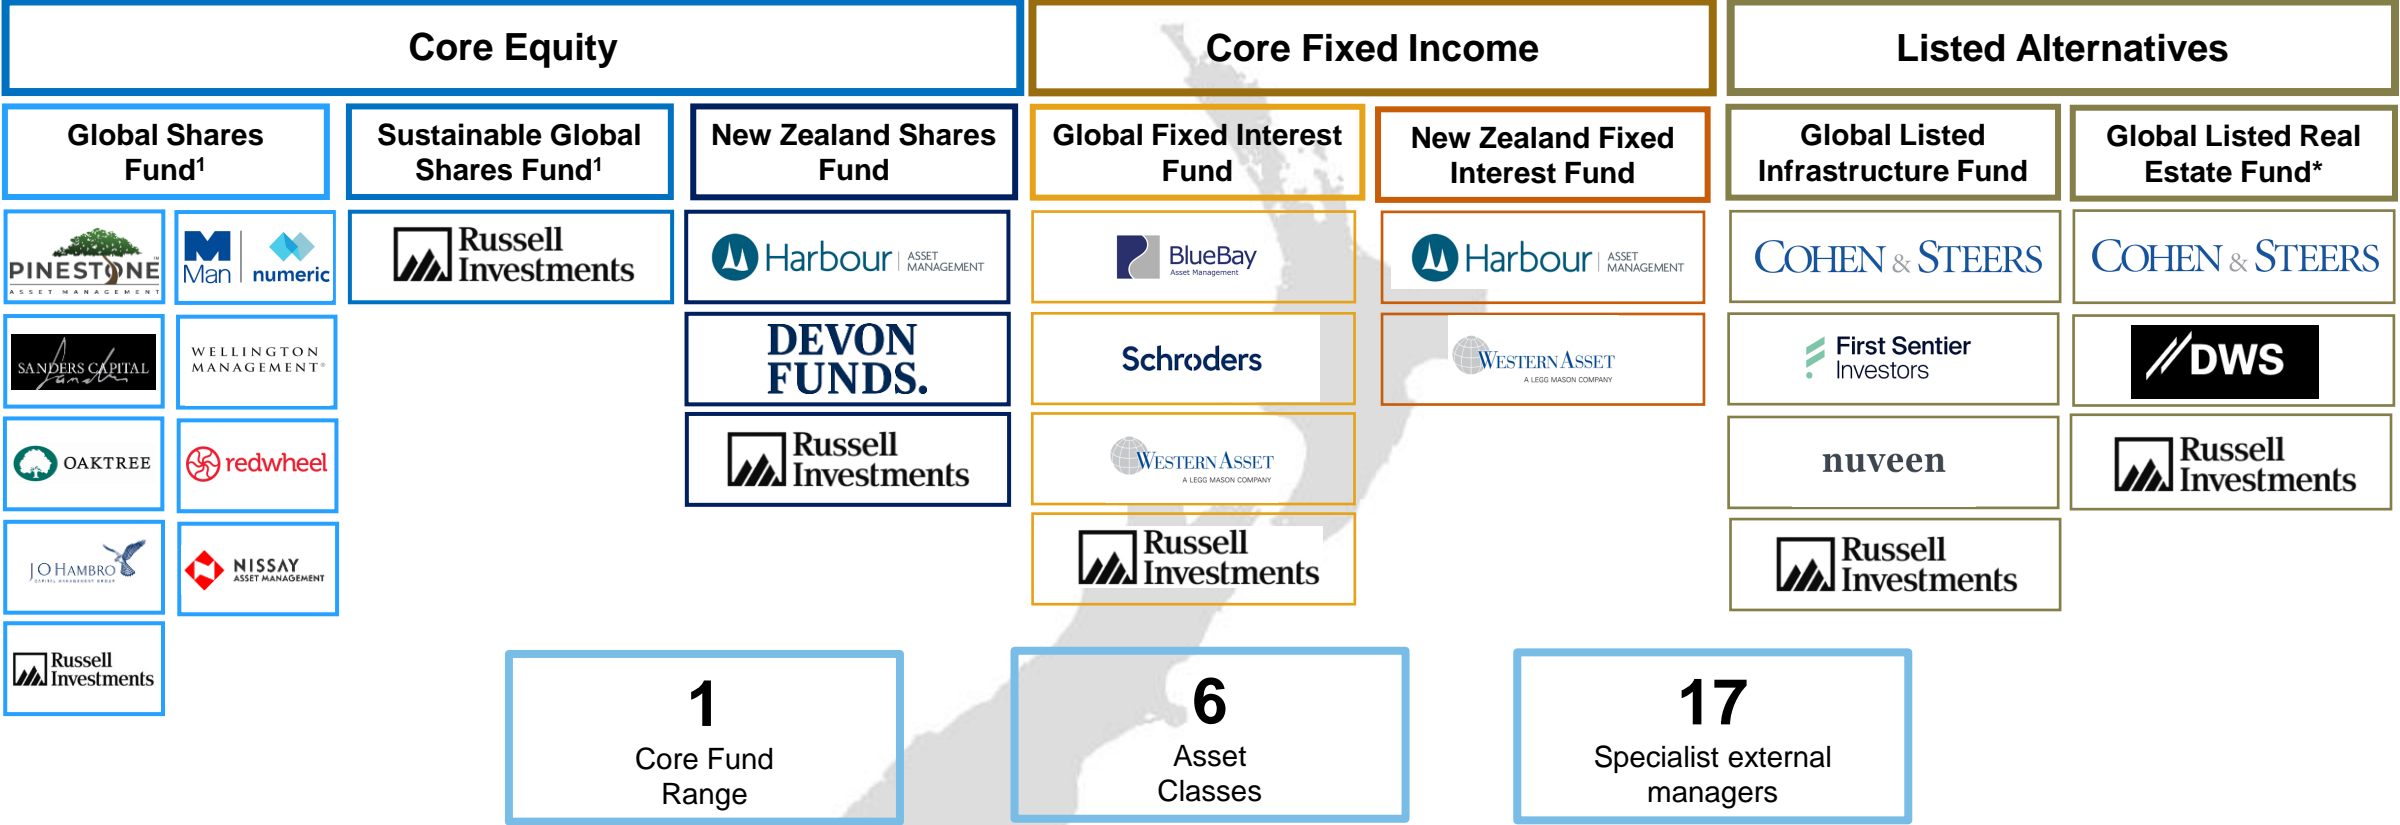 Core Equity
Core Fixed Income
Listed Alternatives
Global Shares
Fund¹
Sustainable Global
Shares Fund¹
New Zealand Shares
Fund
Global Fixed Interest
Fund
New Zealand Fixed
Interest Fund
Global Listed
Infrastructure Fund
Global Listed Real
Estate Fund*
PINESTONE™
ASSET MANAGEMENT
Man | numeric
SANDERS CAPITAL
WELLINGTON
MANAGEMENT®
OAKTREE
redwheel
J O HAMBRO
CAPITAL MANAGEMENT GROUP
NISSAY
ASSET MANAGEMENT
Russell
Investments
Russell
Investments
Harbour | ASSET
MANAGEMENT
DEVON
FUNDS.
Russell
Investments
BlueBay
Asset Management
Schroders
WESTERN ASSET
A LEGG MASON COMPANY
Russell
Investments
Harbour | ASSET
MANAGEMENT
WESTERN ASSET
A LEGG MASON COMPANY
COHEN & STEERS
First Sentier
Investors
nuveen
Russell
Investments
COHEN & STEERS
DWS
Russell
Investments
1
Core Fund
Range
6
Asset
Classes
17
Specialist external
managers